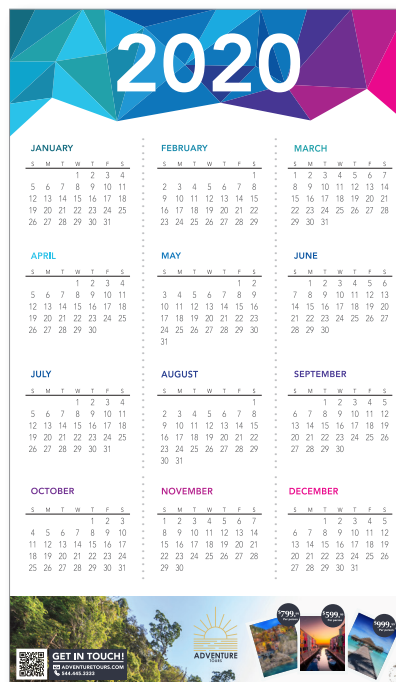 2020
JANUARY
S M T W T F S
1 2 3 4
5 6 7 8 9 10 11
12 13 14 15 16 17 18
19 20 21 22 23 24 25
26 27 28 29 30 31
FEBRUARY
S M T W T F S
1
2 3 4 5 6 7 8
9 10 11 12 13 14 15
16 17 18 19 20 21 22
23 24 25 26 27 28 29
MARCH
S M T W T F S
1 2 3 4 5 6 7
8 9 10 11 12 13 14
15 16 17 18 19 20 21
22 23 24 25 26 27 28
29 30 31
APRIL
S M T W T F S
1 2 3 4
5 6 7 8 9 10 11
12 13 14 15 16 17 18
19 20 21 22 23 24 25
26 27 28 29 30
MAY
S M T W T F S
1 2
3 4 5 6 7 8 9
10 11 12 13 14 15 16
17 18 19 20 21 22 23
24 25 26 27 28 29 30
31
JUNE
S M T W T F S
1 2 3 4 5 6
7 8 9 10 11 12 13
14 15 16 17 18 19 20
21 22 23 24 25 26 27
28 29 30
JULY
S M T W T F S
1 2 3 4
5 6 7 8 9 10 11
12 13 14 15 16 17 18
19 20 21 22 23 24 25
26 27 28 29 30 31
AUGUST
S M T W T F S
1
2 3 4 5 6 7 8
9 10 11 12 13 14 15
16 17 18 19 20 21 22
23 24 25 26 27 28 29
30 31
SEPTEMBER
S M T W T F S
1 2 3 4 5
6 7 8 9 10 11 12
13 14 15 16 17 18 19
20 21 22 23 24 25 26
27 28 29 30
OCTOBER
S M T W T F S
1 2 3
4 5 6 7 8 9 10
11 12 13 14 15 16 17
18 19 20 21 22 23 24
25 26 27 28 29 30 31
NOVEMBER
S M T W T F S
1 2 3 4 5 6 7
8 9 10 11 12 13 14
15 16 17 18 19 20 21
22 23 24 25 26 27 28
29 30
DECEMBER
S M T W T F S
1 2 3 4 5
6 7 8 9 10 11 12
13 14 15 16 17 18 19
20 21 22 23 24 25 26
27 28 29 30 31
GET IN TOUCH!
ADVENTURETOURS.COM
544.445.3333
ADVENTURE
TOURS
$799
Per person
$599
Per person
$999
Per person